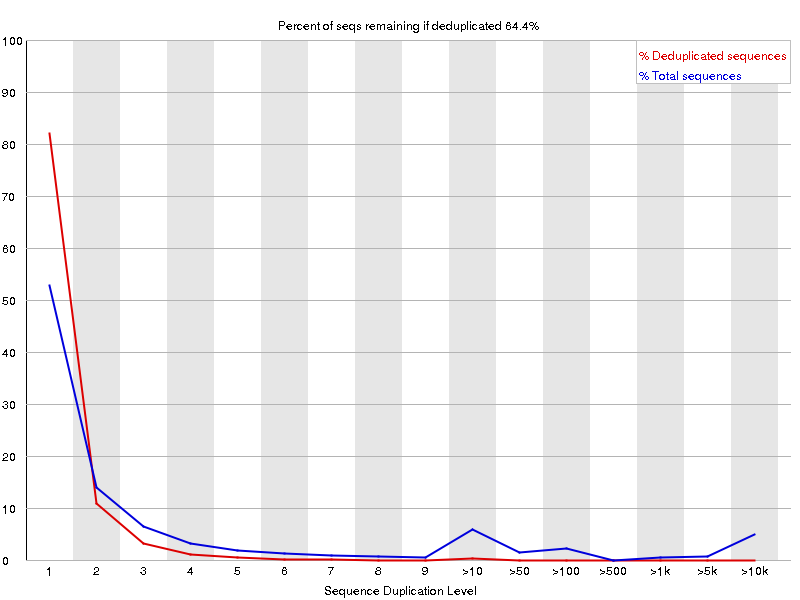 Percent of seqs remaining if deduplicated 64.4%
% Deduplicated sequences
% Total sequences
100
90
80
70
60
50
40
30
20
10
0
1 2 3 4 5 6 7 8 9 >10 >50 >100 >500 >1k >5k >10k
Sequence Duplication Level